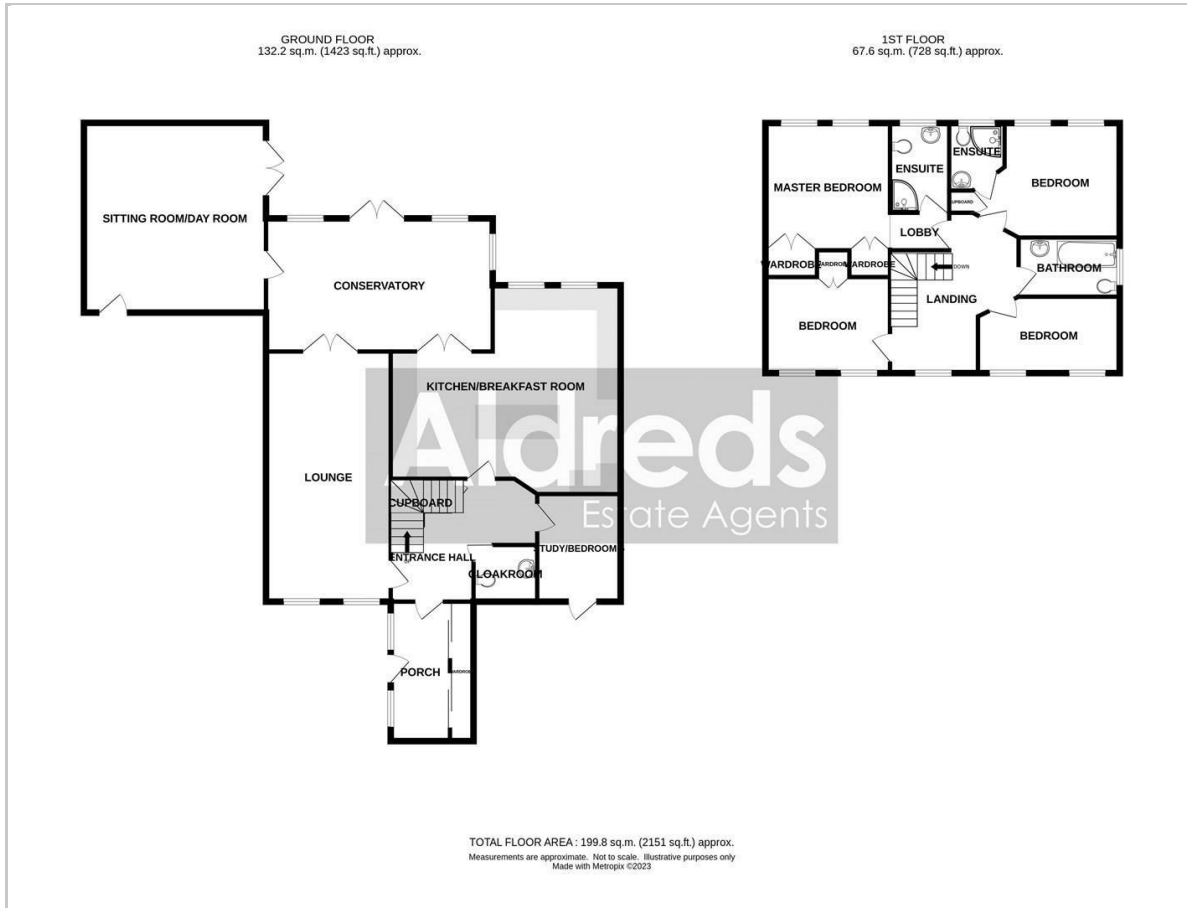 GROUND FLOOR
132.2 sq.m. (1423 sq.ft.) approx.
1ST FLOOR
67.6 sq.m. (728 sq.ft.) approx.
SITTING ROOM/DAY ROOM
CONSERVATORY
KITCHEN/BREAKFAST ROOM
LOUNGE
CUPBOARD
ENTRANCE HALL
CLOAKROOM
STUDY/BEDROOM
PORCH
MASTER BEDROOM
ENSUITE
ENSUITE
BEDROOM
UPBOARD
LOBBY
WARDROBE
WARDROBE
DOWN
BATHROOM
LANDING
BEDROOM
BEDROOM
Aldreds
Estate Agents
TOTAL FLOOR AREA : 199.8 sq.m. (2151 sq.ft.) approx.
Measurements are approximate. Not to scale. Illustrative purposes only
Made with Metropix ©2023